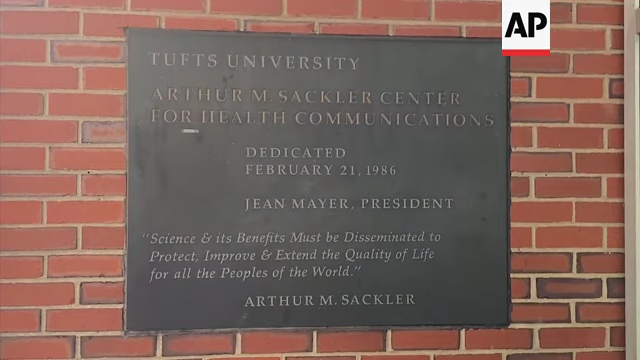 AP
TUFTS UNIVERSITY
ARTHUR M. SACKLER CENTER
FOR HEALTH COMMUNICATIONS
DEDICATED
FEBRUARY 21, 1986
JEAN MAYER, PRESIDENT
"Science & its Benefits Must be Disseminated to
Protect, Improve & Extend the Quality of Life
for all the Peoples of the World."
ARTHUR M. SACKLER